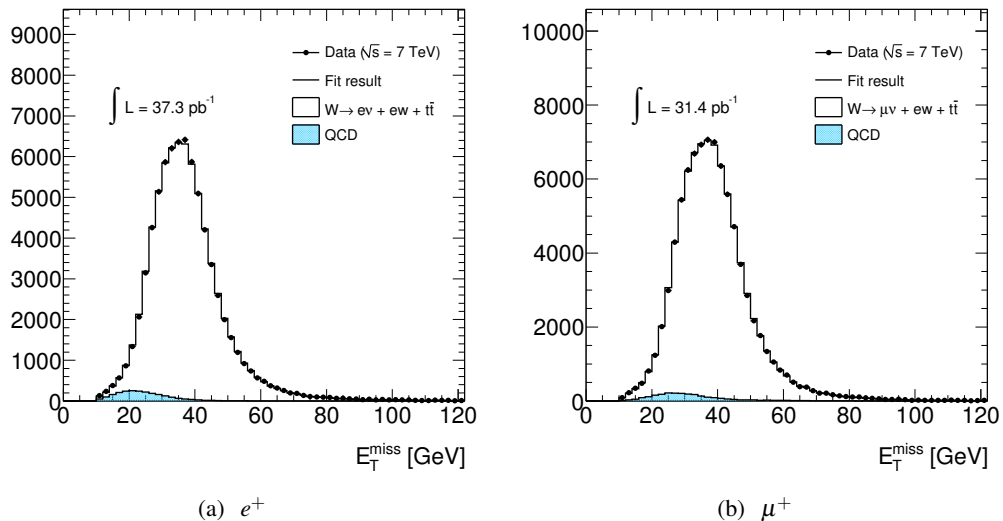 9000
8000
7000
6000
5000
4000
3000
2000
1000
0
0 20 40 60 80 100 120
E_T^miss [GeV]
∫ L = 37.3 pb⁻¹
Data (√s = 7 TeV)
Fit result
W→ eν + ew + tt̄
QCD
(a) e⁺
10000
8000
6000
4000
2000
0
0 20 40 60 80 100 120
E_T^miss [GeV]
∫ L = 31.4 pb⁻¹
Data (√s = 7 TeV)
Fit result
W→ μν + ew + tt̄
QCD
(b) μ⁺